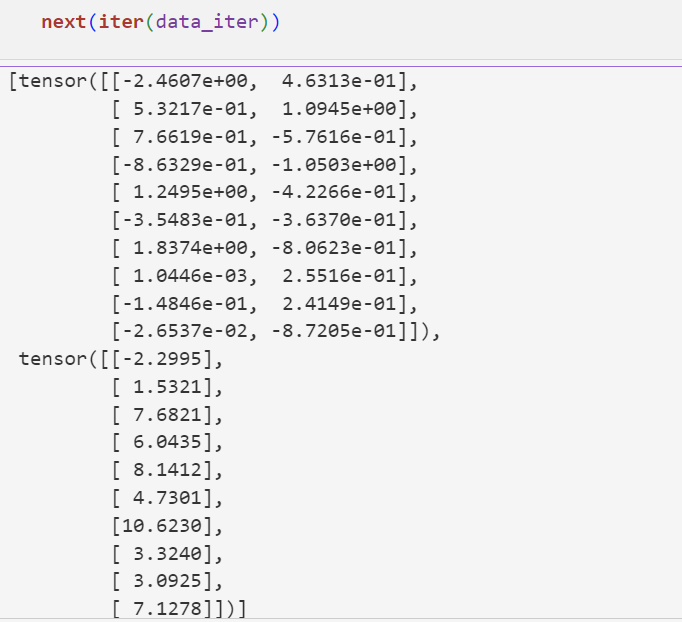 next(iter(data_iter))
[tensor([[-2.4607e+00,  4.6313e-01],
         [ 5.3217e-01,  1.0945e+00],
         [ 7.6619e-01, -5.7616e-01],
         [-8.6329e-01, -1.0503e+00],
         [ 1.2495e+00, -4.2266e-01],
         [-3.5483e-01, -3.6370e-01],
         [ 1.8374e+00, -8.0623e-01],
         [ 1.0446e-03,  2.5516e-01],
         [-1.4846e-01,  2.4149e-01],
         [-2.6537e-02, -8.7205e-01]]),
 tensor([[-2.2995],
         [ 1.5321],
         [ 7.6821],
         [ 6.0435],
         [ 8.1412],
         [ 4.7301],
         [10.6230],
         [ 3.3240],
         [ 3.0925],
         [ 7.1278]])]